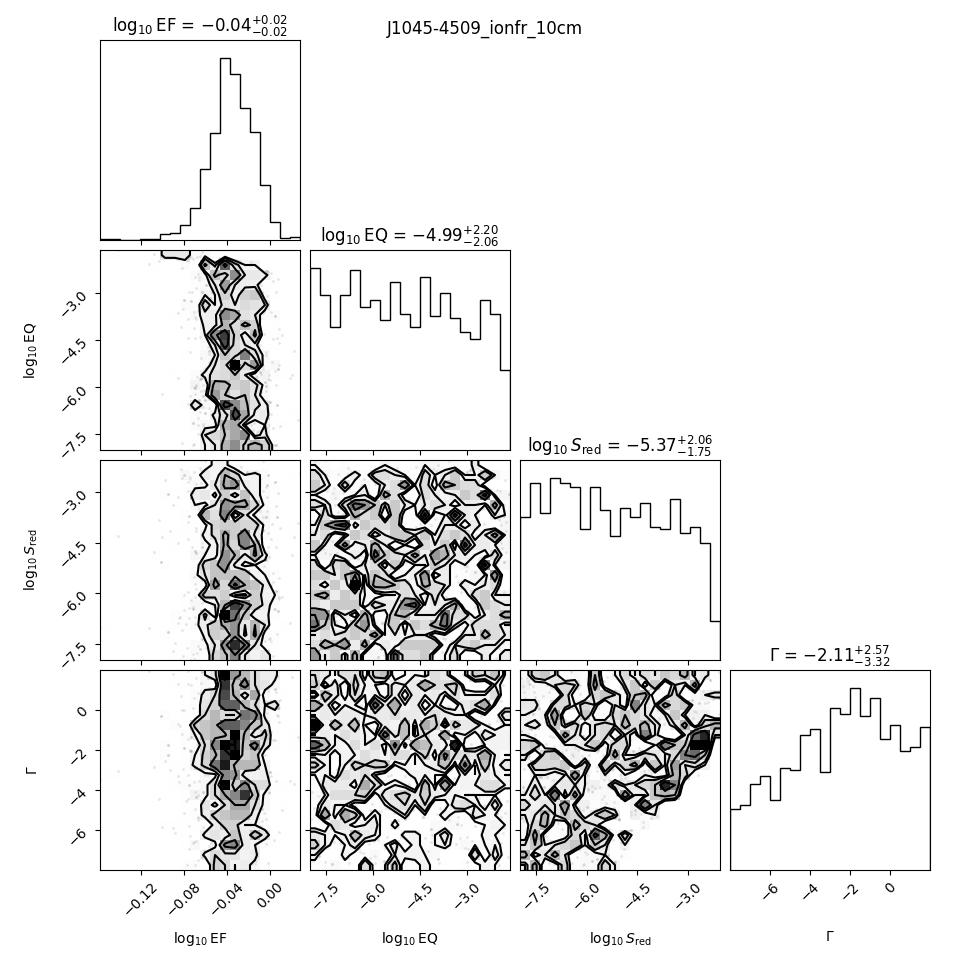 log₁₀ EF = −0.04⁺⁰·⁰²₋₀.₀₂
J1045-4509_ionfr_10cm
log₁₀ EQ = −4.99⁺²·²⁰₋₂.₀₆
log₁₀ EQ
−3.0
−4.5
−6.0
−7.5
log₁₀ S_red = −5.37⁺²·⁰⁶₋₁.₇₅
log₁₀ S_red
−3.0
−4.5
−6.0
−7.5
Γ = −2.11⁺²·⁵⁷₋₃.₃₂
Γ
0
−2
−4
−6
−0.12 −0.08 −0.04 0.00 −7.5 −6.0 −4.5 −3.0 −7.5 −6.0 −4.5 −3.0 −6 −4 −2 0
log₁₀ EF log₁₀ EQ log₁₀ S_red Γ